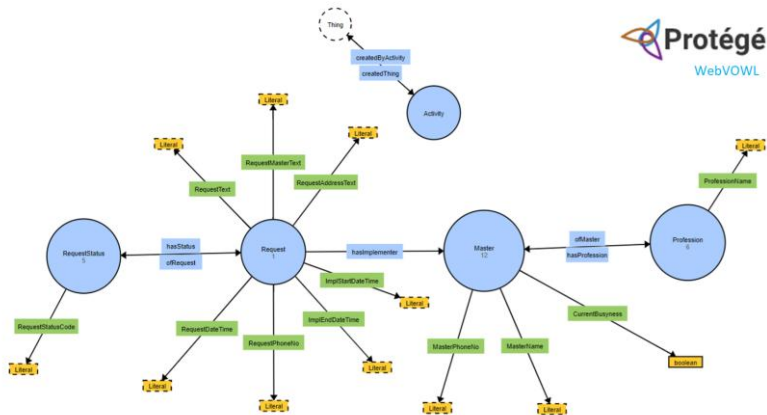 Thing
Protégé
WebVOWL
createdByActivity
createdThing
Activity
Literal
Literal
Literal
Literal
RequestMasterText
RequestText
RequestAddressText
ProfessionName
RequestStatus
5
hasStatus
ofRequest
Request
1
hasImplementer
Master
12
ofMaster
hasProfession
Profession
6
ImplStartDateTime
Literal
RequestStatusCode
RequestDateTime
RequestPhoneNo
ImplEndDateTime
MasterPhoneNo
MasterName
CurrentBusyness
Literal
Literal
Literal
Literal
Literal
Literal
boolean